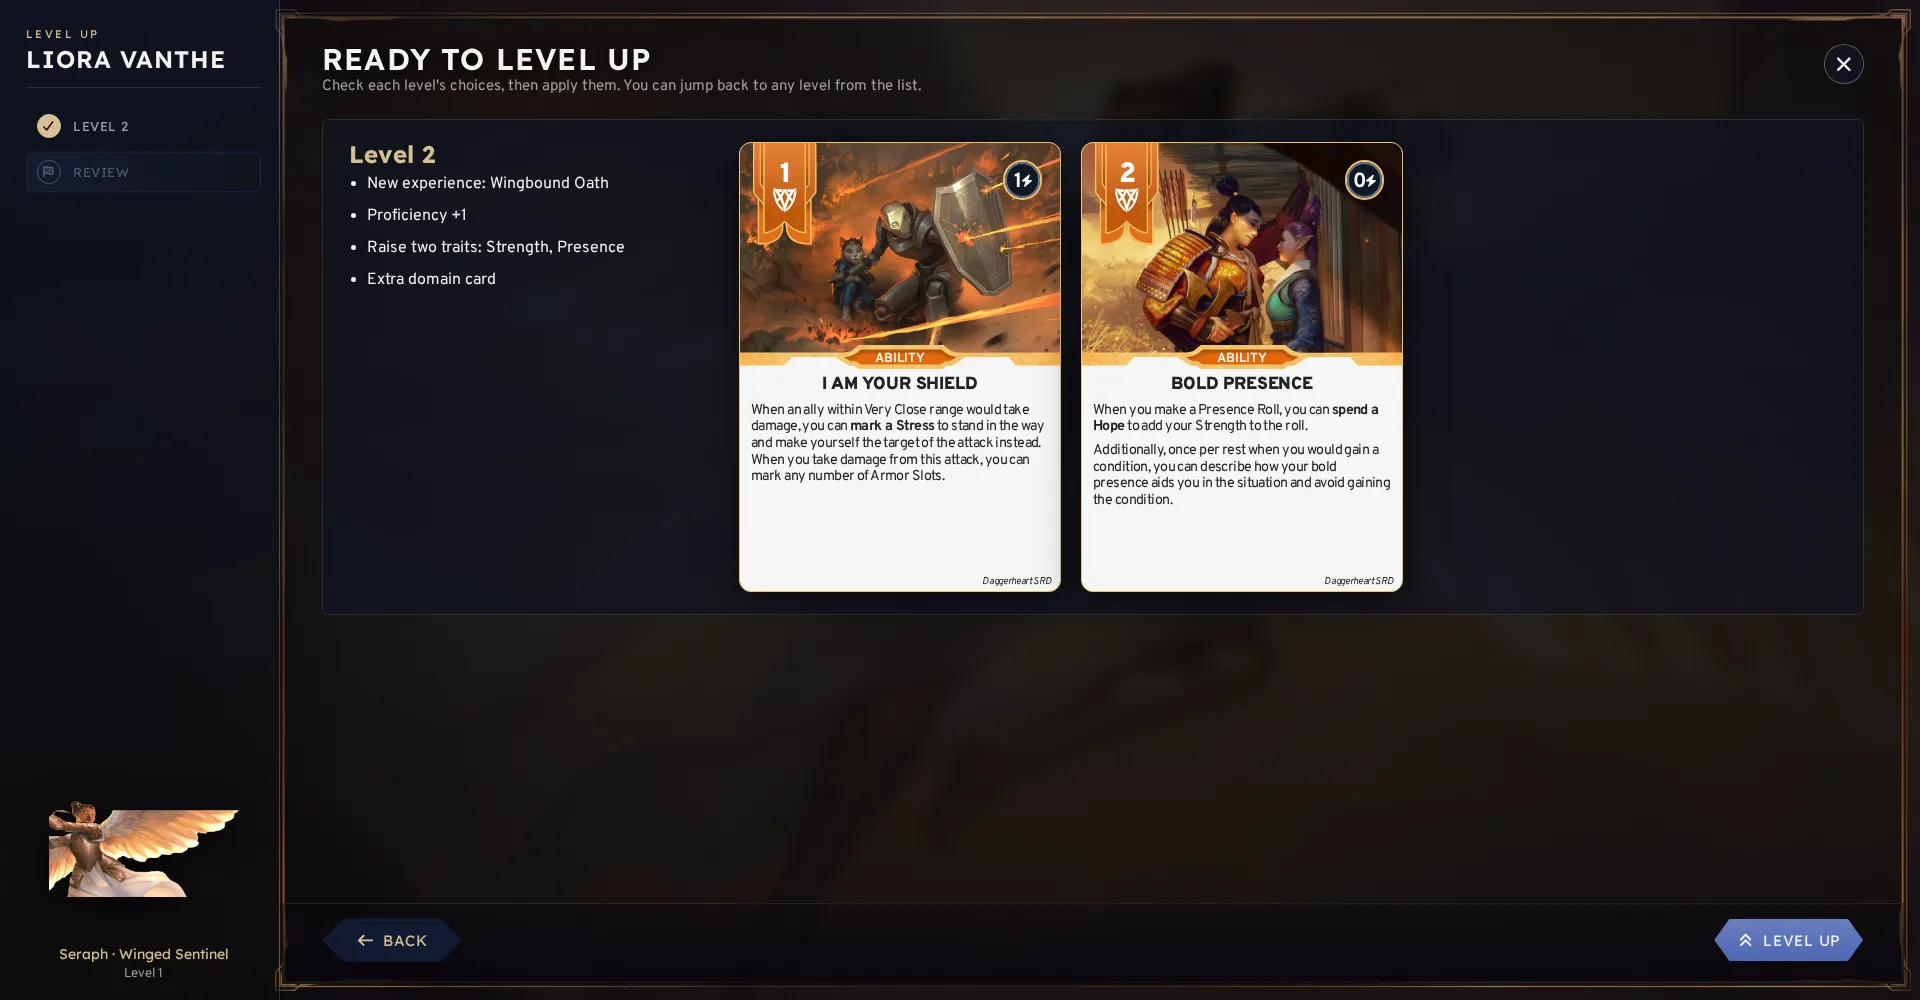 LEVEL UP
LIORA VANTHE
LEVEL 2
REVIEW
Seraph · Winged Sentinel
Level 1
READY TO LEVEL UP
Check each level's choices, then apply them. You can jump back to any level from the list.
Level 2
• New experience: Wingbound Oath
• Proficiency +1
• Raise two traits: Strength, Presence
• Extra domain card
1
1
ABILITY
I AM YOUR SHIELD
When an ally within Very Close range would take
damage, you can mark a Stress to stand in the way
and make yourself the target of the attack instead.
When you take damage from this attack, you can
mark any number of Armor Slots.
Daggerheart SRD
2
0
ABILITY
BOLD PRESENCE
When you make a Presence Roll, you can spend a
Hope to add your Strength to the roll.
Additionally, once per rest when you would gain a
condition, you can describe how your bold
presence aids you in the situation and avoid gaining
the condition.
Daggerheart SRD
BACK
LEVEL UP